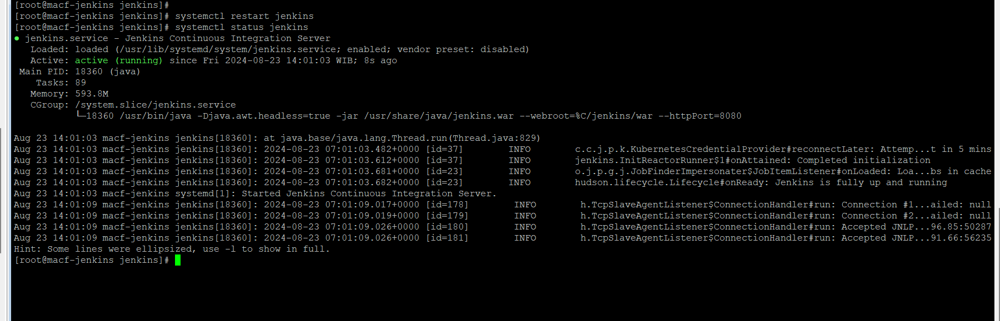 [root@macf-jenkins jenkins]#
[root@macf-jenkins jenkins]# systemctl restart jenkins
[root@macf-jenkins jenkins]# systemctl status jenkins
● jenkins.service - Jenkins Continuous Integration Server
Loaded: loaded (/usr/lib/systemd/system/jenkins.service; enabled; vendor preset: disabled)
Active: active (running) since Fri 2024-08-23 14:01:03 WIB; 8s ago
Main PID: 18360 (java)
Tasks: 89
Memory: 593.8M
CGroup: /system.slice/jenkins.service
└─18360 /usr/bin/java -Djava.awt.headless=true -jar /usr/share/java/jenkins.war --webroot=%C/jenkins/war --httpPort=8080
Aug 23 14:01:03 macf-jenkins jenkins[18360]: at java.base/java.lang.Thread.run(Thread.java:829)
Aug 23 14:01:03 macf-jenkins jenkins[18360]: 2024-08-23 07:01:03.482+0000 [id=37] INFO c.c.j.p.k.KubernetesCredentialProvider#reconnectLater: Attemp...t in 5 mins
Aug 23 14:01:03 macf-jenkins jenkins[18360]: 2024-08-23 07:01:03.612+0000 [id=37] INFO jenkins.InitReactorRunner$1#onAttained: Completed initialization
Aug 23 14:01:03 macf-jenkins jenkins[18360]: 2024-08-23 07:01:03.681+0000 [id=23] INFO o.j.p.g.j.JobFinderImpersonater$JobItemListener#onLoaded: Loa...bs in cache
Aug 23 14:01:03 macf-jenkins jenkins[18360]: 2024-08-23 07:01:03.682+0000 [id=23] INFO hudson.lifecycle.Lifecycle#onReady: Jenkins is fully up and running
Aug 23 14:01:03 macf-jenkins systemd[1]: Started Jenkins Continuous Integration Server.
Aug 23 14:01:09 macf-jenkins jenkins[18360]: 2024-08-23 07:01:09.017+0000 [id=178] INFO h.TcpSlaveAgentListener$ConnectionHandler#run: Connection #1...ailed: null
Aug 23 14:01:09 macf-jenkins jenkins[18360]: 2024-08-23 07:01:09.019+0000 [id=179] INFO h.TcpSlaveAgentListener$ConnectionHandler#run: Connection #2...ailed: null
Aug 23 14:01:09 macf-jenkins jenkins[18360]: 2024-08-23 07:01:09.026+0000 [id=180] INFO h.TcpSlaveAgentListener$ConnectionHandler#run: Accepted JNLP...96.85:50287
Aug 23 14:01:09 macf-jenkins jenkins[18360]: 2024-08-23 07:01:09.026+0000 [id=181] INFO h.TcpSlaveAgentListener$ConnectionHandler#run: Accepted JNLP...91.66:56235
Hint: Some lines were ellipsized, use -l to show in full.
[root@macf-jenkins jenkins]#